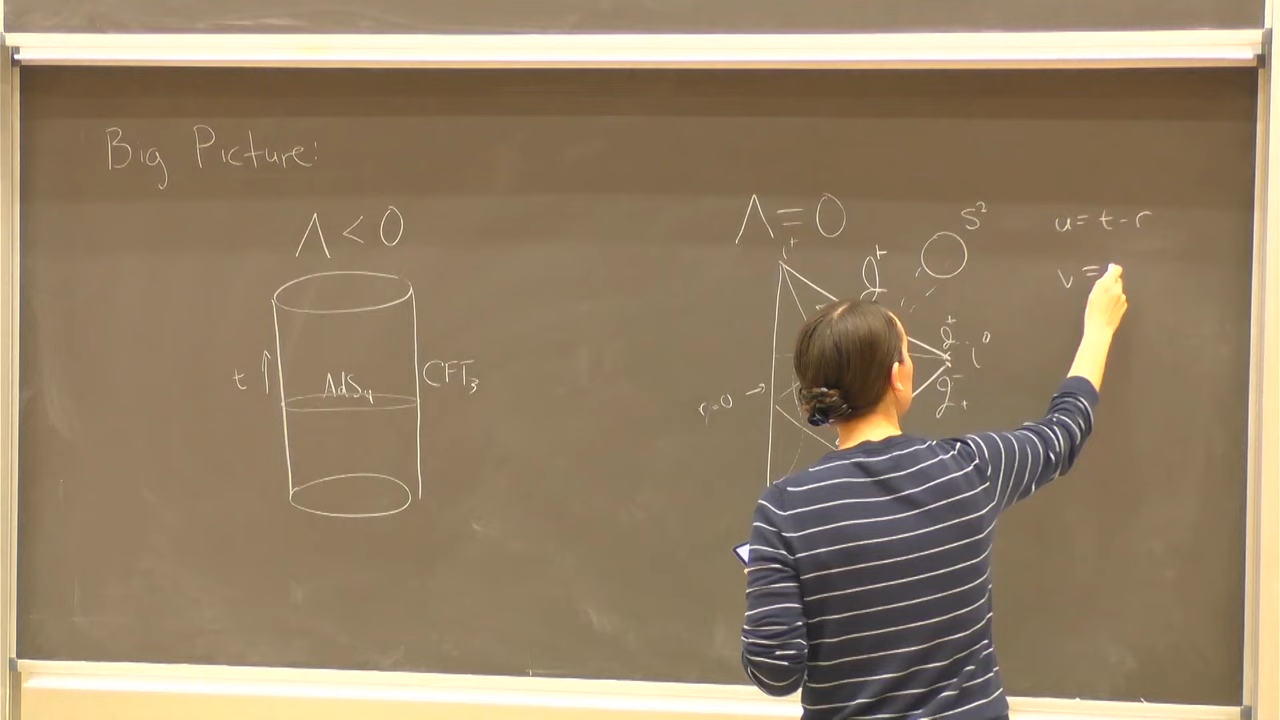 Big Picture:
Λ < 0
t ↑
AdS₄
CFT₃
Λ = 0
i⁺
𝓘⁺
S²
r=0 →
𝓘⁺₋
i⁰
𝓘⁻₊
u = t - r
v =